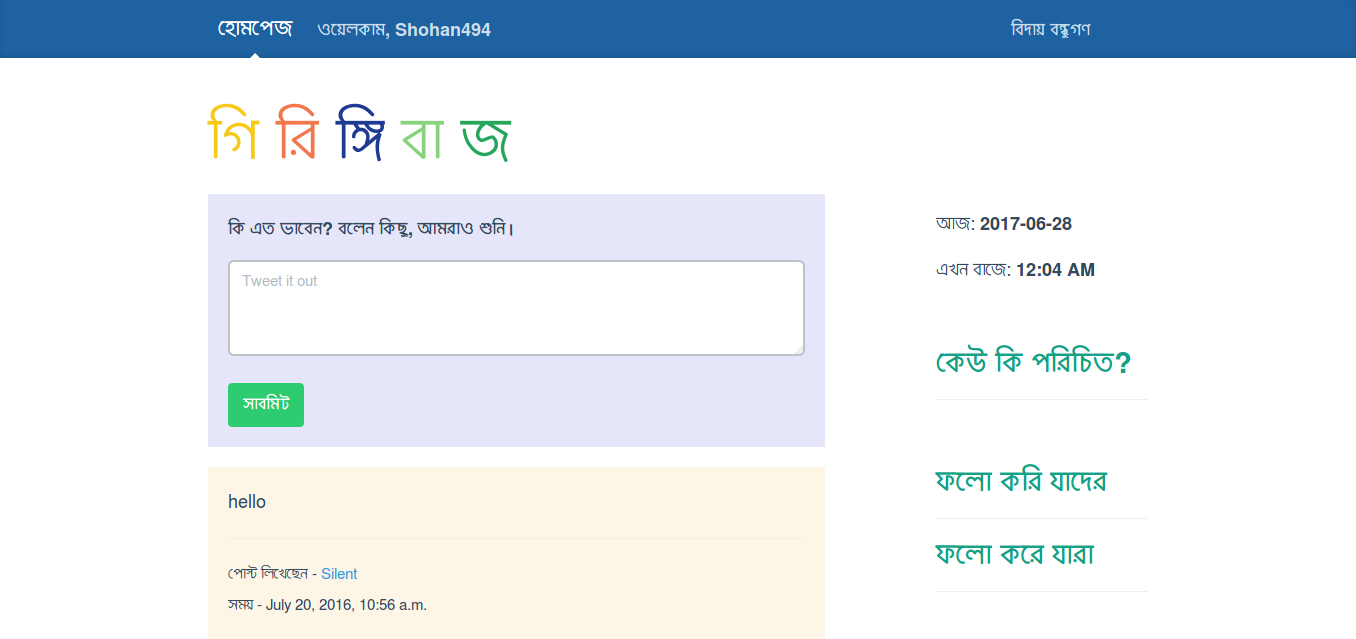 হোমপেজ ওয়েলকাম, Shohan494 বিদায় বন্ধুগণ
গি রি ঙ্গি বা জ
কি এত ভাবেন? বলেন কিছু, আমরাও শুনি।
Tweet it out
সাবমিট
hello
পোস্ট লিখেছেন - Silent
সময় - July 20, 2016, 10:56 a.m.
আজ: 2017-06-28
এখন বাজে: 12:04 AM
কেউ কি পরিচিত?
ফলো করি যাদের
ফলো করে যারা